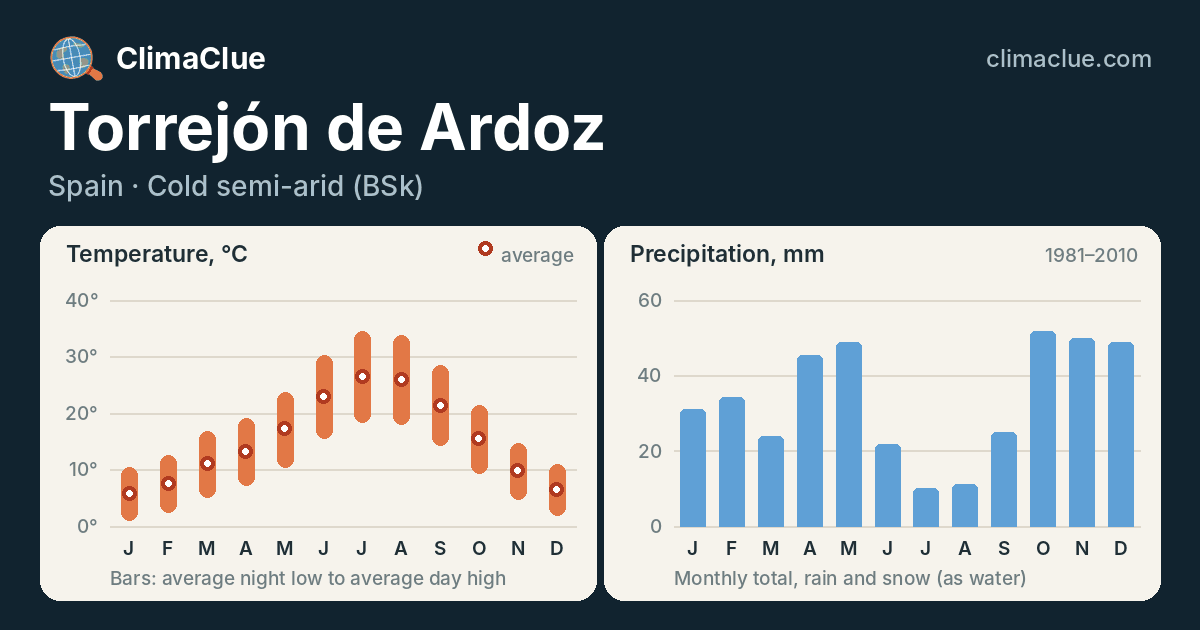 ClimaClue
climaclue.com
Torrejón de Ardoz
Spain · Cold semi-arid (BSk)
Temperature, °C
average
40°
30°
20°
10°
0°
J F M A M J J A S O N D
Bars: average night low to average day high
Precipitation, mm
1981–2010
60
40
20
0
J F M A M J J A S O N D
Monthly total, rain and snow (as water)